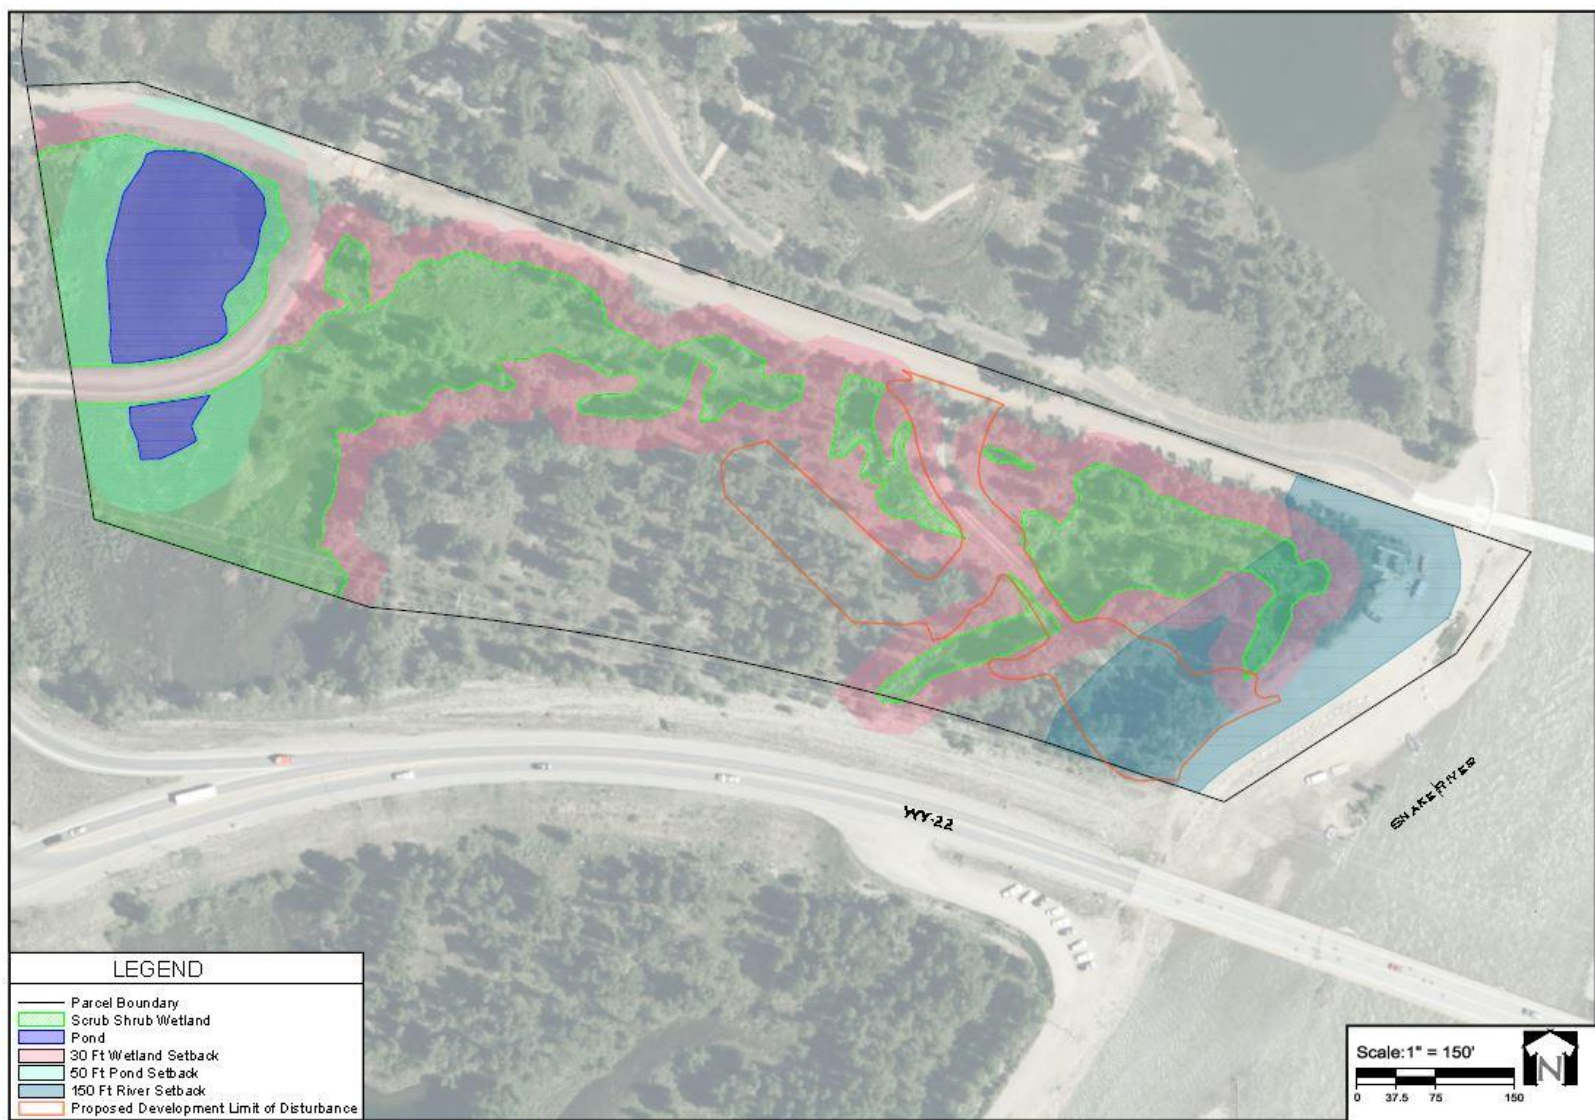 WY-22
SNAKE RIVER
LEGEND
Parcel Boundary
Scrub Shrub Wetland
Pond
30 Ft Wetland Setback
50 Ft Pond Setback
150 Ft River Setback
Proposed Development Limit of Disturbance
Scale: 1" = 150'
0 37.5 75 150
N